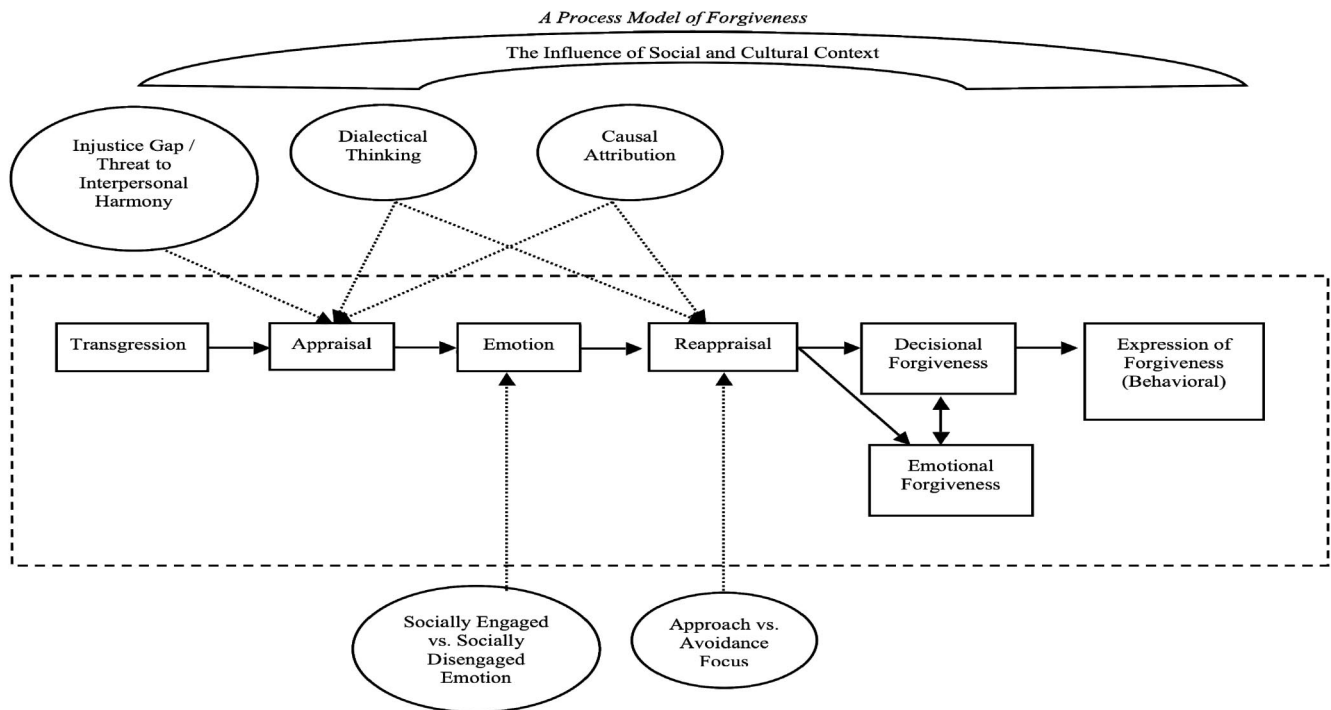 A Process Model of Forgiveness
The Influence of Social and Cultural Context
Injustice Gap /
Threat to
Interpersonal
Harmony
Dialectical
Thinking
Causal
Attribution
Transgression
Appraisal
Emotion
Reappraisal
Decisional
Forgiveness
Expression of
Forgiveness
(Behavioral)
Emotional
Forgiveness
Socially Engaged
vs. Socially
Disengaged
Emotion
Approach vs.
Avoidance
Focus